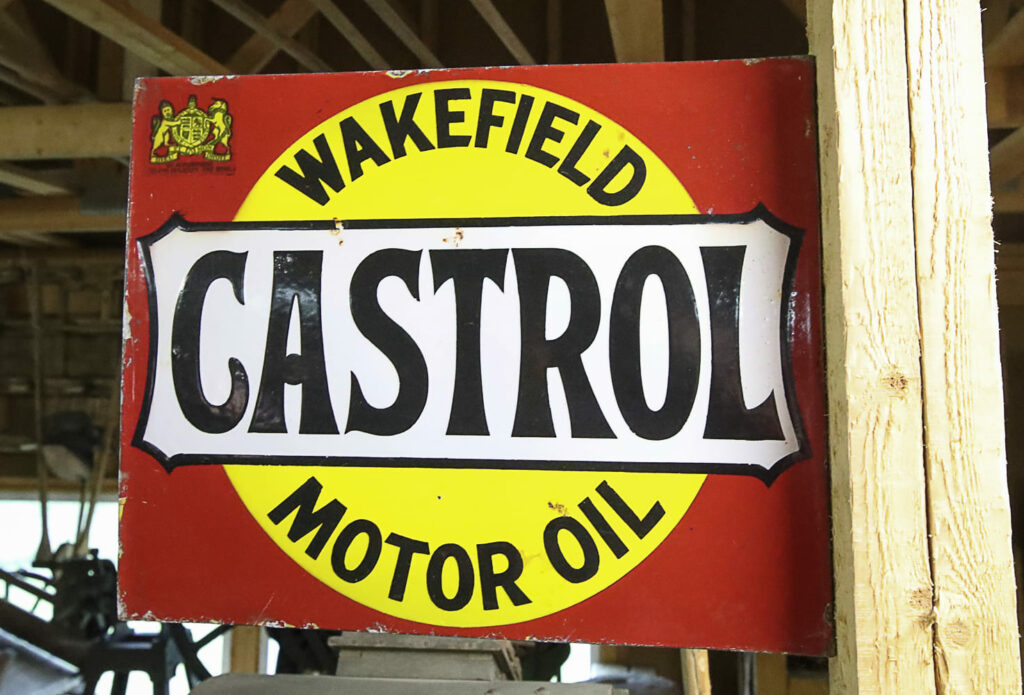 WAKEFIELD
CASTROL
MOTOR OIL